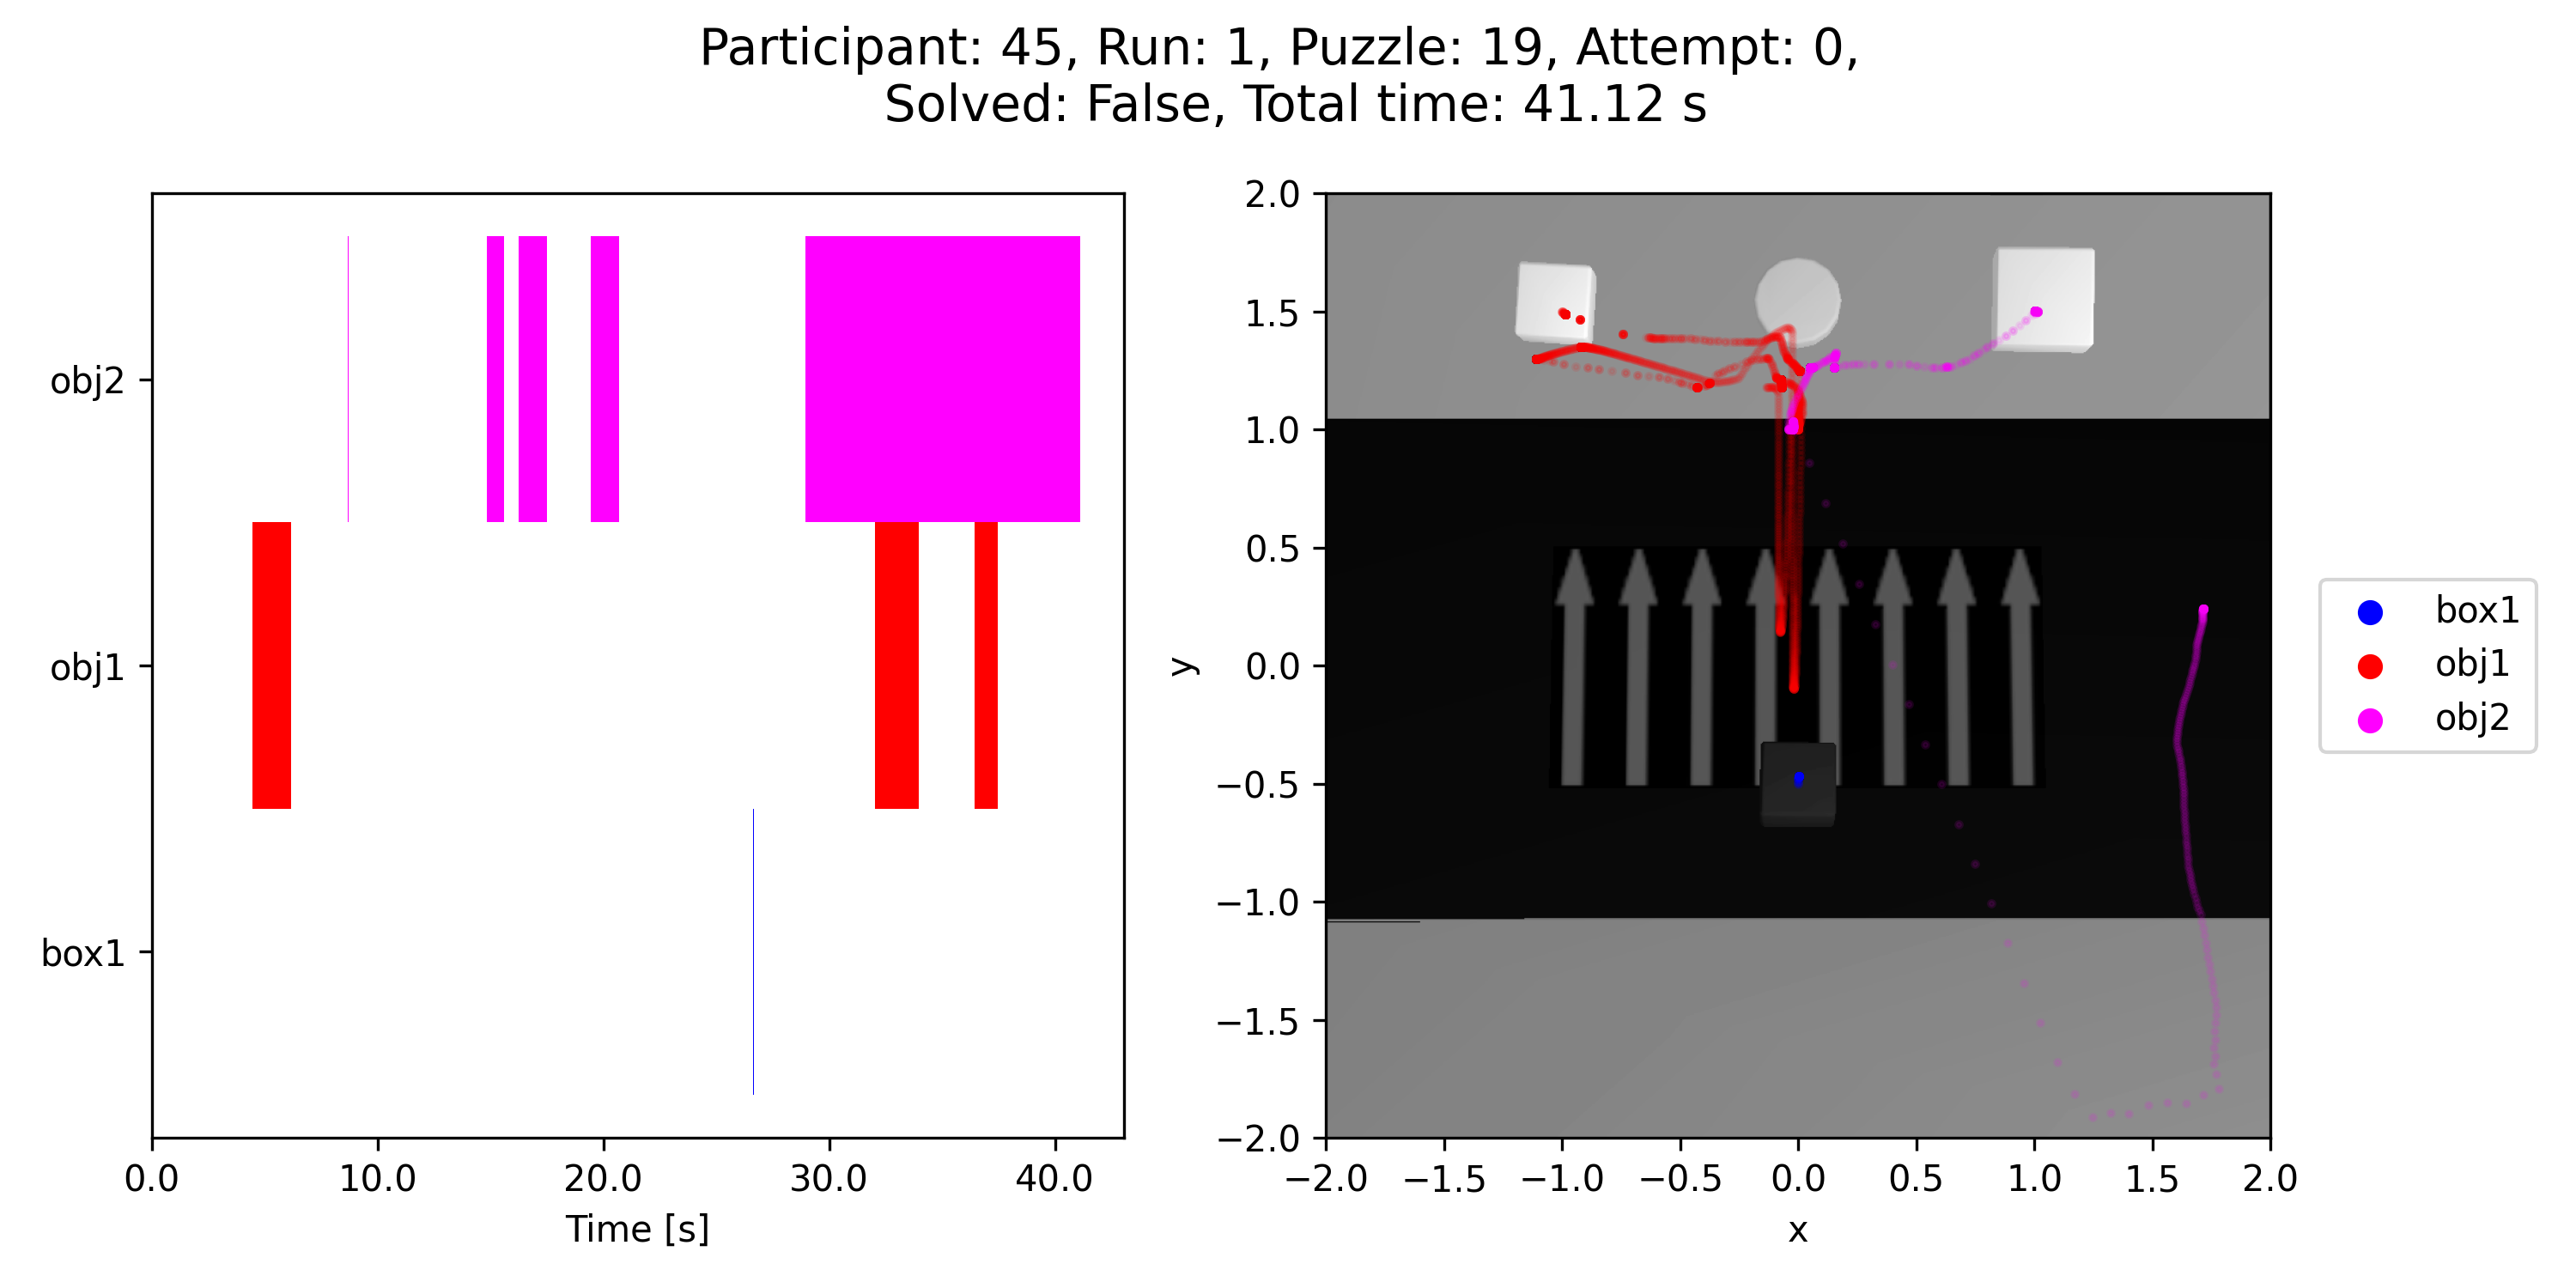 Participant: 45, Run: 1, Puzzle: 19, Attempt: 0,
Solved: False, Total time: 41.12 s
obj2
obj1
box1
0.0 10.0 20.0 30.0 40.0
Time [s]
2.0
1.5
1.0
0.5
0.0
−0.5
−1.0
−1.5
−2.0
y
−2.0 −1.5 −1.0 −0.5 0.0 0.5 1.0 1.5 2.0
x
box1
obj1
obj2